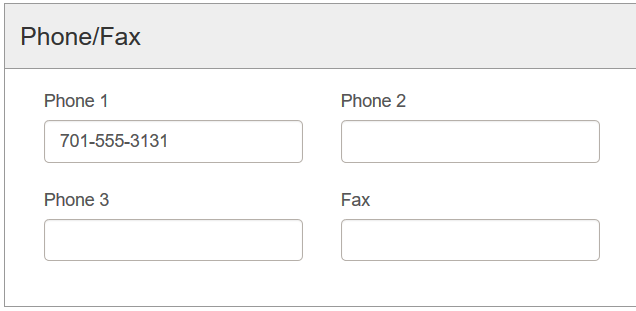 Phone/Fax
Phone 1
Phone 2
701-555-3131
Phone 3
Fax